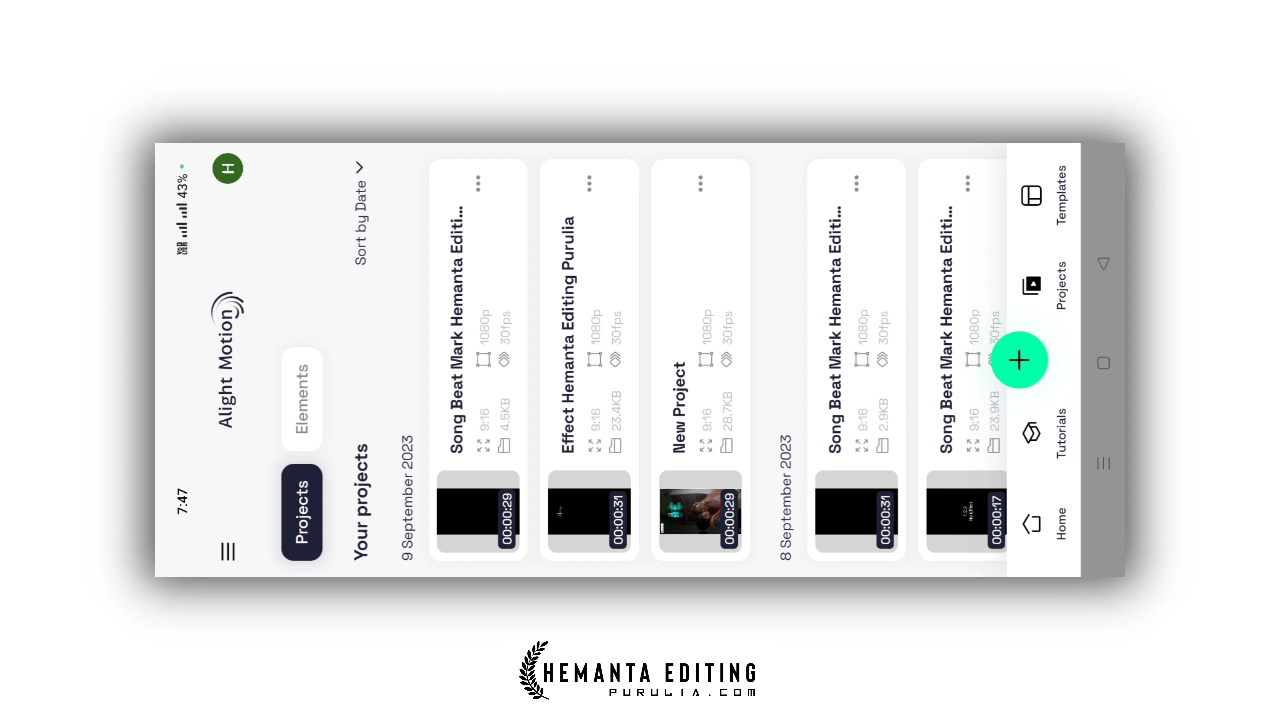 7:47
43%
Alight Motion
H
Projects
Elements
Your projects
Sort by Date
9 September 2023
Song Beat Mark Hemanta Editi...
9:16 1080p
4.5KB 30fps
00:00:29
Effect Hemanta Editing Purulia
9:16 1080p
23.4KB 30fps
00:00:31
New Project
9:16 1080p
28.7KB 30fps
00:00:29
8 September 2023
Song Beat Mark Hemanta Editi...
9:16 1080p
2.9KB 30fps
00:00:31
Song Beat Mark Hemanta Editi...
9:16 1080p
23.9KB 30fps
00:00:17
Home
Tutorials
Projects
Templates
HEMANTA EDITING
PURULIA.COM